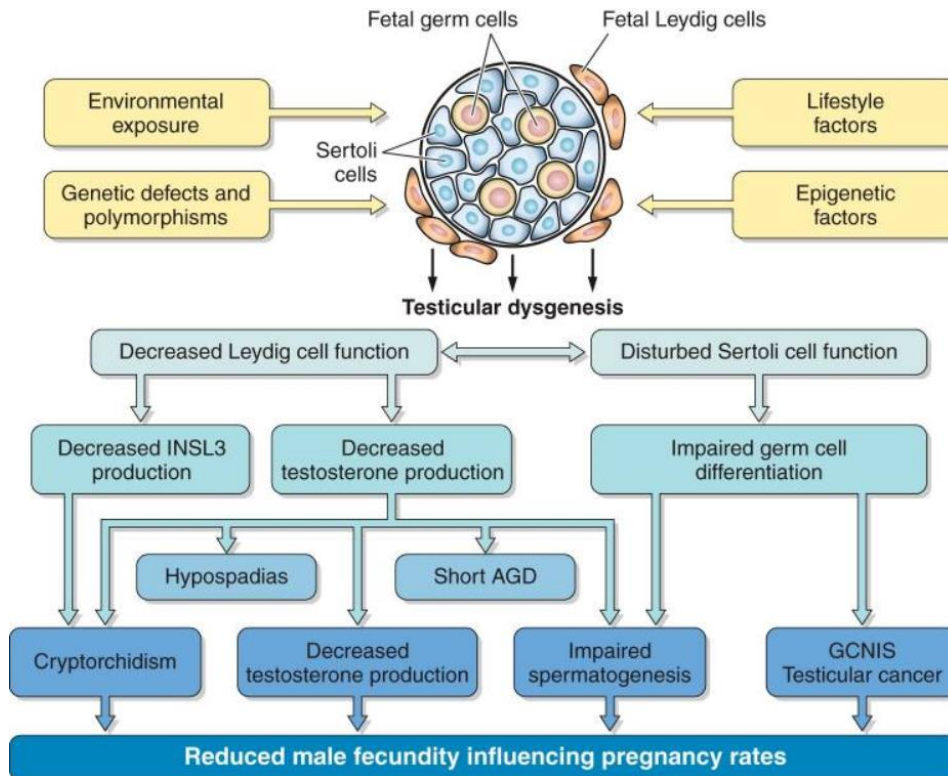 Fetal germ cells
Fetal Leydig cells
Environmental
exposure
Lifestyle
factors
Sertoli
cells
Genetic defects and
polymorphisms
Epigenetic
factors
Testicular dysgenesis
Decreased Leydig cell function
Disturbed Sertoli cell function
Decreased INSL3
production
Decreased
testosterone production
Impaired germ cell
differentiation
Hypospadias
Short AGD
Cryptorchidism
Decreased
testosterone production
Impaired
spermatogenesis
GCNIS
Testicular cancer
Reduced male fecundity influencing pregnancy rates